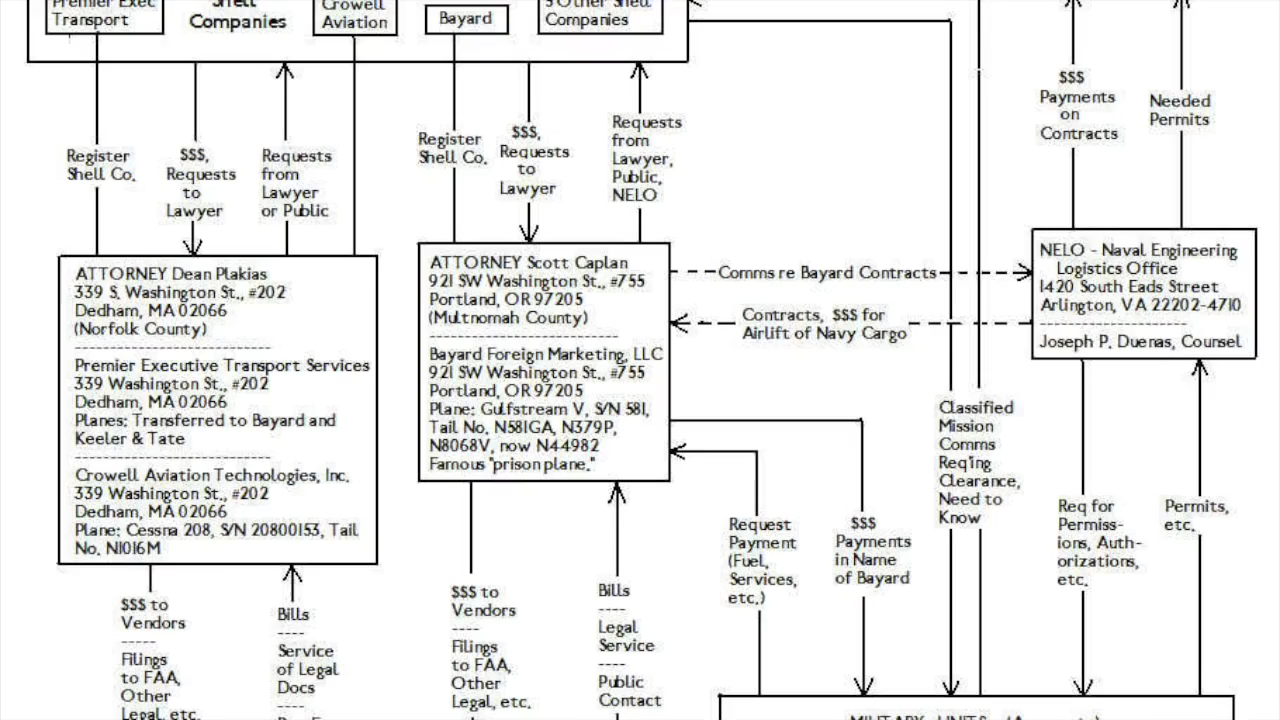 Premier Exec
Transport
Shell
Companies
Crowell
Aviation
Bayard
5 Other Shell
Companies
Register
Shell Co.
$$$,
Requests
to
Lawyer
Requests
from
Lawyer
or Public
Register
Shell Co.
$$$,
Requests
to
Lawyer
Requests
from
Lawyer,
Public,
NELO
$$$
Payments
on
Contracts
Needed
Permits
ATTORNEY Dean Plakias
339 S. Washington St., #202
Dedham, MA 02066
(Norfolk County)
---------------------------
Premier Executive Transport Services
339 Washington St., #202
Dedham, MA 02066
Planes: Transferred to Bayard and
Keeler & Tate
---------------------------
Crowell Aviation Technologies, Inc.
339 Washington St., #202
Dedham, MA 02066
Plane: Cessna 208, S/N 20800153, Tail
No. N1016M
ATTORNEY Scott Caplan
921 SW Washington St., #755
Portland, OR 97205
(Multnomah County)
--------------------------
Bayard Foreign Marketing, LLC
921 SW Washington St., #755
Portland, OR 97205
Plane: Gulfstream V, S/N 581,
Tail No. N581GA, N379P,
N8068V, now N44982
Famous "prison plane."
Comms re Bayard Contracts
Contracts, $$$ for
Airlift of Navy Cargo
NELO - Naval Engineering
Logistics Office
1420 South Eads Street
Arlington, VA 22202-4710
--------------------
Joseph P. Duenas, Counsel
Classified
Mission
Comms
Req'ing
Clearance,
Need to
Know
Request
Payment
(Fuel,
Services,
etc.)
$$$
Payments
in Name
of Bayard
Req for
Permiss-
ions, Auth-
orizations,
etc.
Permits,
etc.
$$$ to
Vendors
-----
Filings
to FAA,
Other
Legal, etc.
Bills
----
Service
of Legal
Docs
----
$$$ to
Vendors
----
Filings
to FAA,
Other
Legal, etc.
Bills
----
Legal
Service
----
Public
Contact
MILITARY UNITS